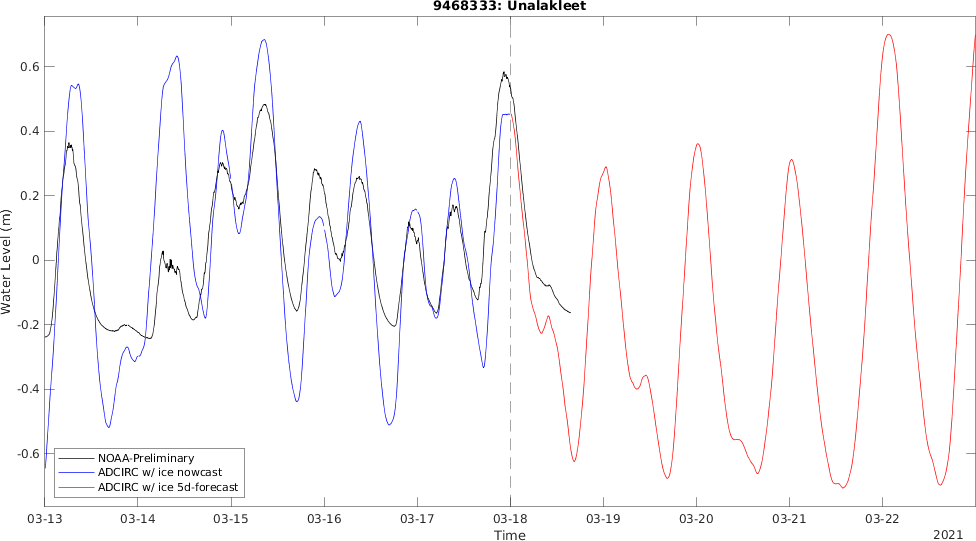 9468333: Unalakleet
Water Level (m)
0.6
0.4
0.2
0
-0.2
-0.4
-0.6
NOAA-Preliminary
ADCIRC w/ ice nowcast
ADCIRC w/ ice 5d-forecast
03-13 03-14 03-15 03-16 03-17 03-18 03-19 03-20 03-21 03-22
Time
2021